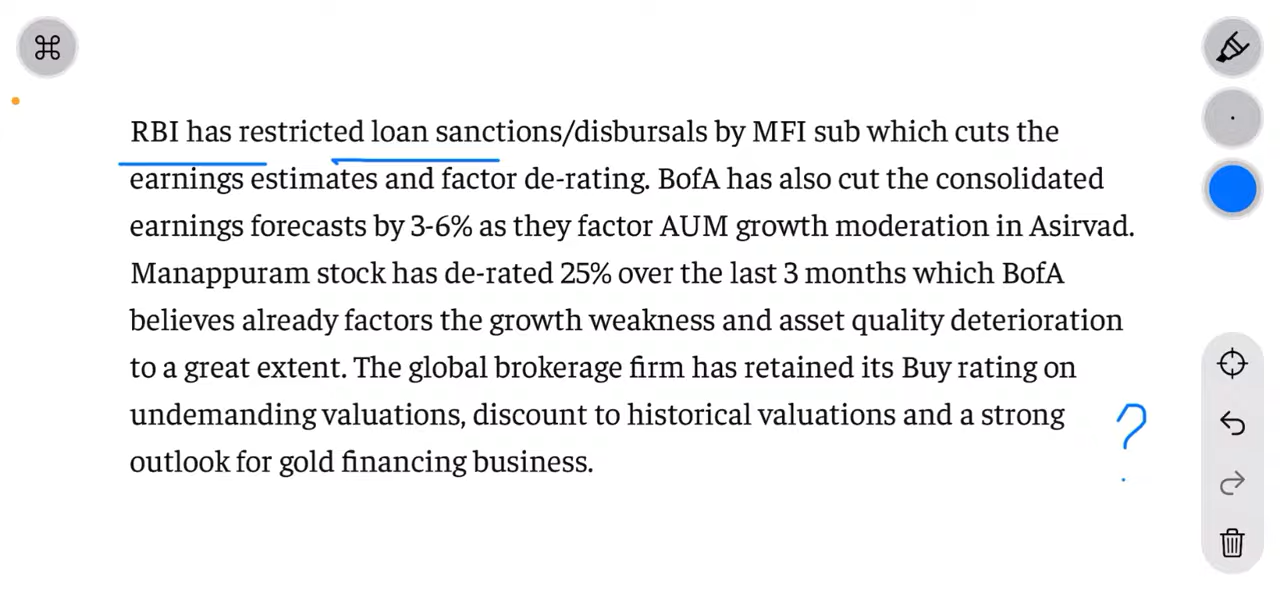 RBI has restricted loan sanctions/disbursals by MFI sub which cuts the
earnings estimates and factor de-rating. BofA has also cut the consolidated
earnings forecasts by 3-6% as they factor AUM growth moderation in Asirvad.
Manappuram stock has de-rated 25% over the last 3 months which BofA
believes already factors the growth weakness and asset quality deterioration
to a great extent. The global brokerage firm has retained its Buy rating on
undemanding valuations, discount to historical valuations and a strong
outlook for gold financing business.
?